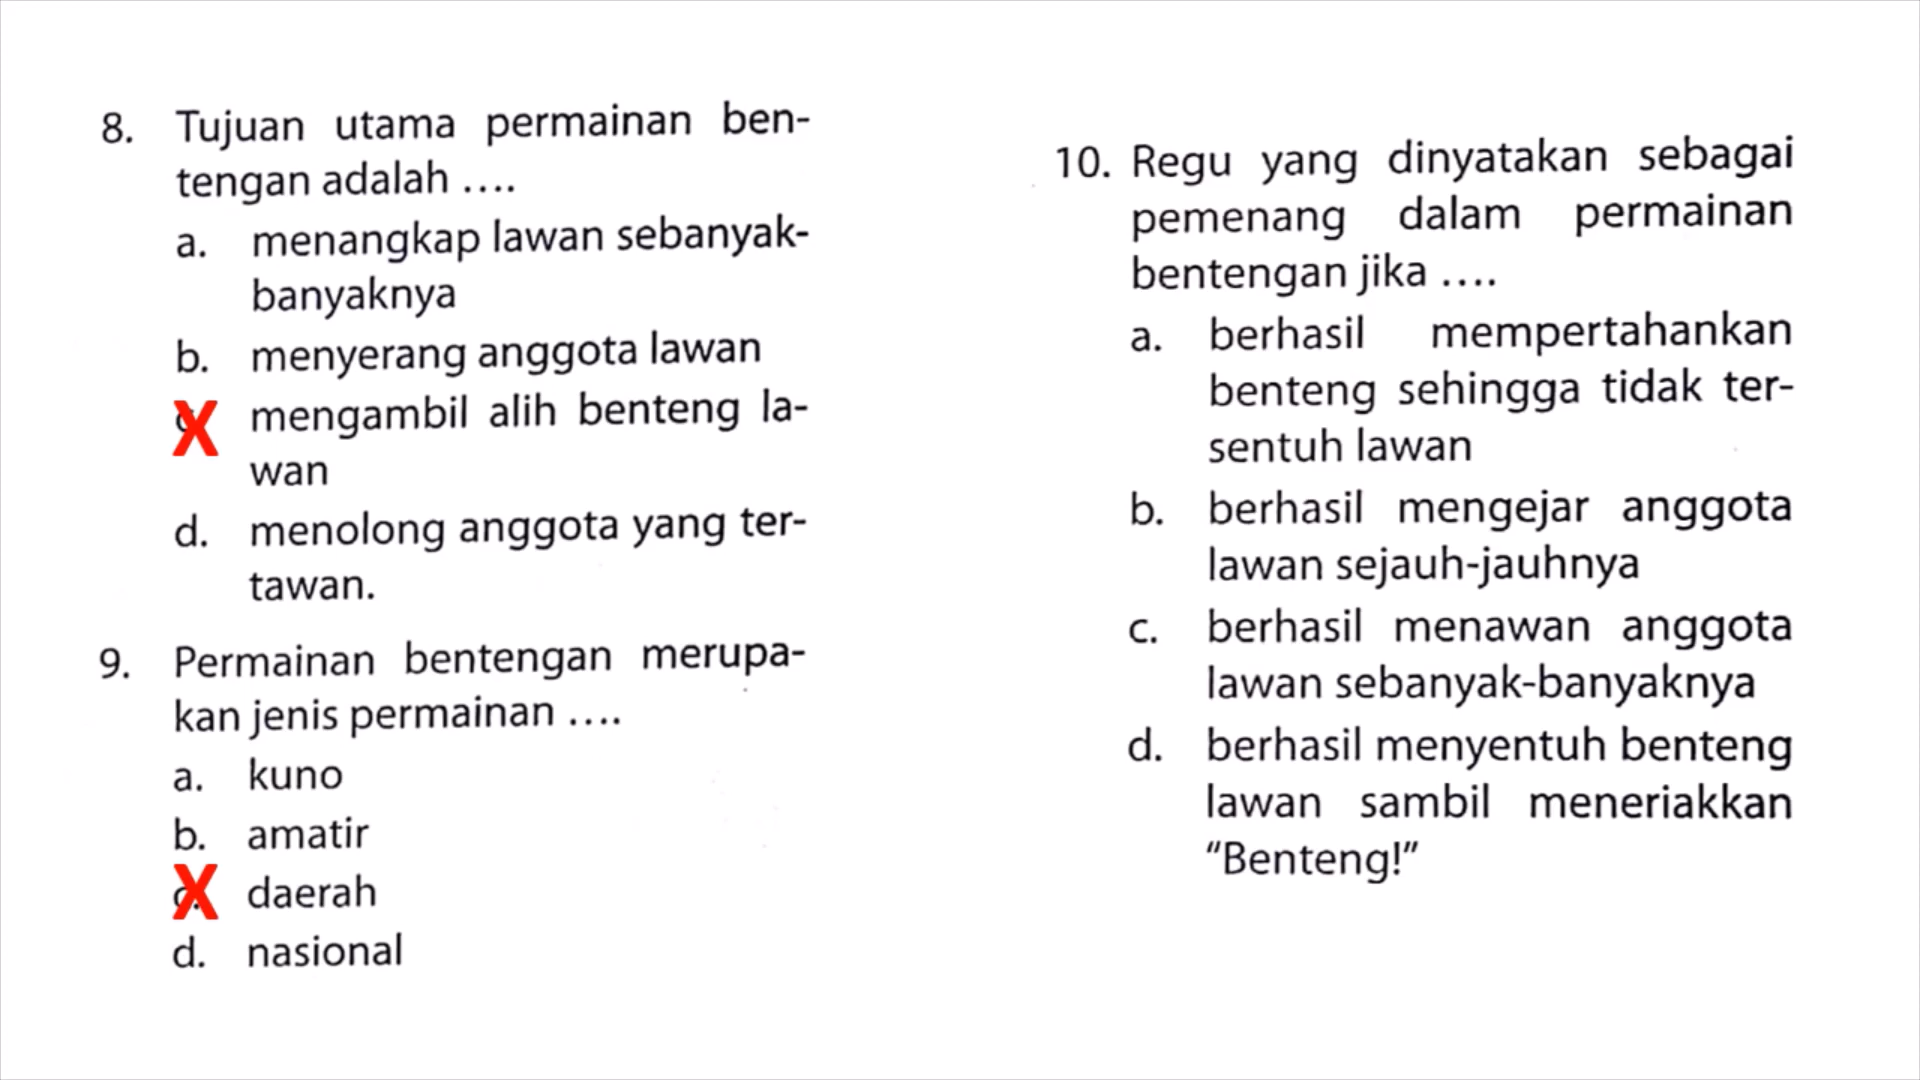 8. Tujuan utama permainan ben-
tengan adalah ....
a. menangkap lawan sebanyak-
banyaknya
b. menyerang anggota lawan
X mengambil alih benteng la-
wan
d. menolong anggota yang ter-
tawan.
9. Permainan bentengan merupa-
kan jenis permainan ....
a. kuno
b. amatir
X daerah
d. nasional
10. Regu yang dinyatakan sebagai
pemenang dalam permainan
bentengan jika ....
a. berhasil mempertahankan
benteng sehingga tidak ter-
sentuh lawan
b. berhasil mengejar anggota
lawan sejauh-jauhnya
c. berhasil menawan anggota
lawan sebanyak-banyaknya
d. berhasil menyentuh benteng
lawan sambil meneriakkan
“Benteng!”